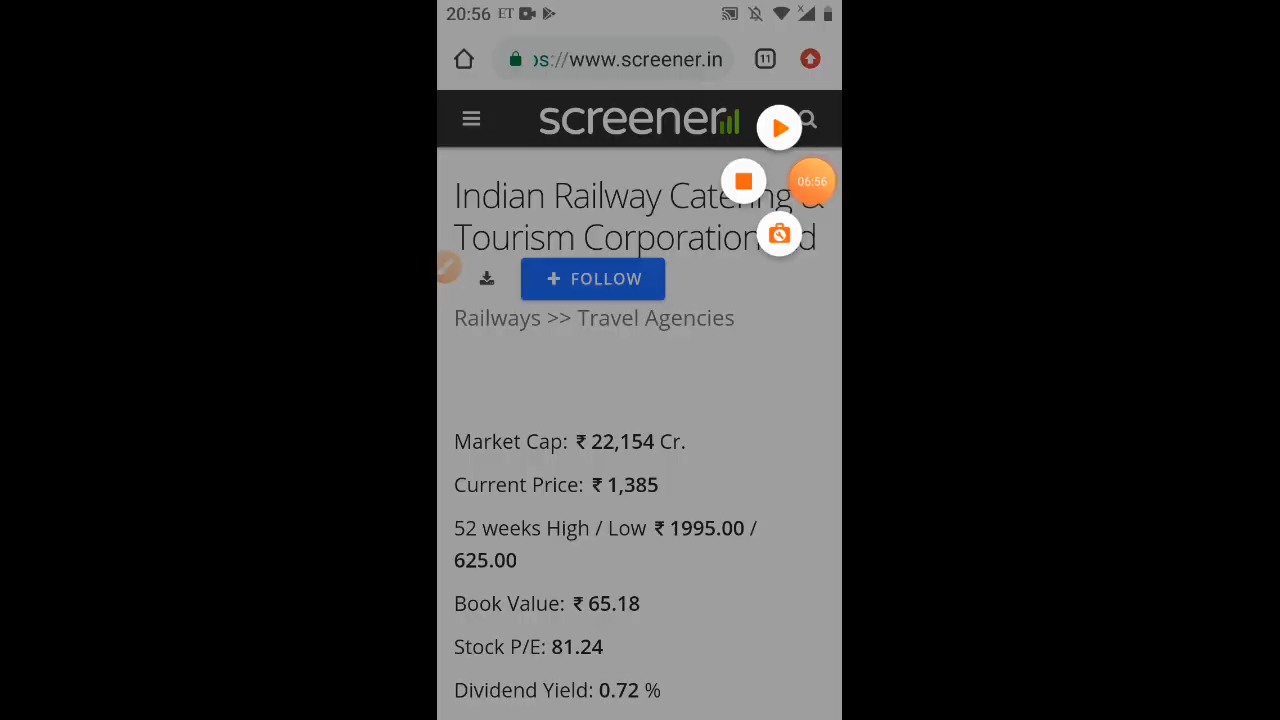 20:56 ET
ps://www.screener.in 11
screener
06:56
Indian Railway Catering &
Tourism Corporation
+ FOLLOW
Railways >> Travel Agencies
Market Cap: ₹ 22,154 Cr.
Current Price: ₹ 1,385
52 weeks High / Low ₹ 1995.00 /
625.00
Book Value: ₹ 65.18
Stock P/E: 81.24
Dividend Yield: 0.72 %